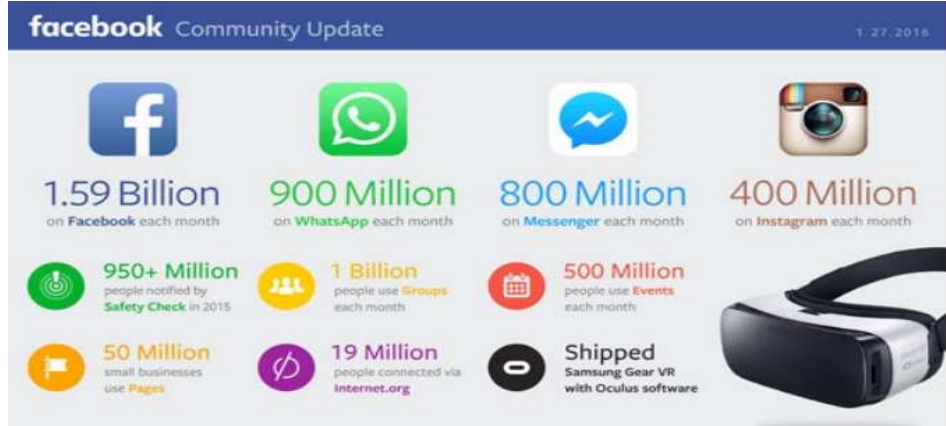 facebook Community Update
1.27.2016
1.59 Billion
on Facebook each month
900 Million
on WhatsApp each month
800 Million
on Messenger each month
400 Million
on Instagram each month
950+ Million
people notified by
Safety Check in 2015
1 Billion
people use Groups
each month
500 Million
people use Events
each month
50 Million
small businesses
use Pages
19 Million
people connected via
Internet.org
Shipped
Samsung Gear VR
with Oculus software